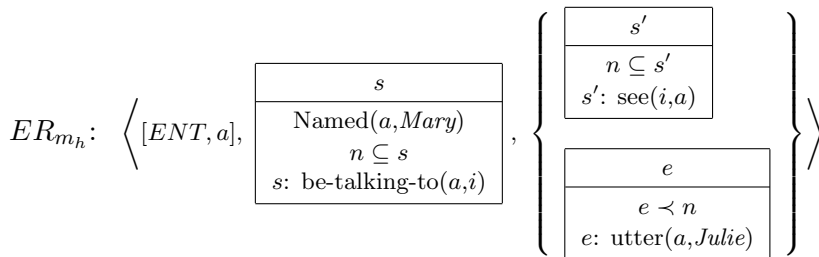 ER_{m_h}: ⟨[ENT, a],
s
Named(a,Mary)
n ⊆ s
s: be-talking-to(a,i)
, {
s′
n ⊆ s′
s′: see(i,a)
e
e ≺ n
e: utter(a,Julie)
}⟩